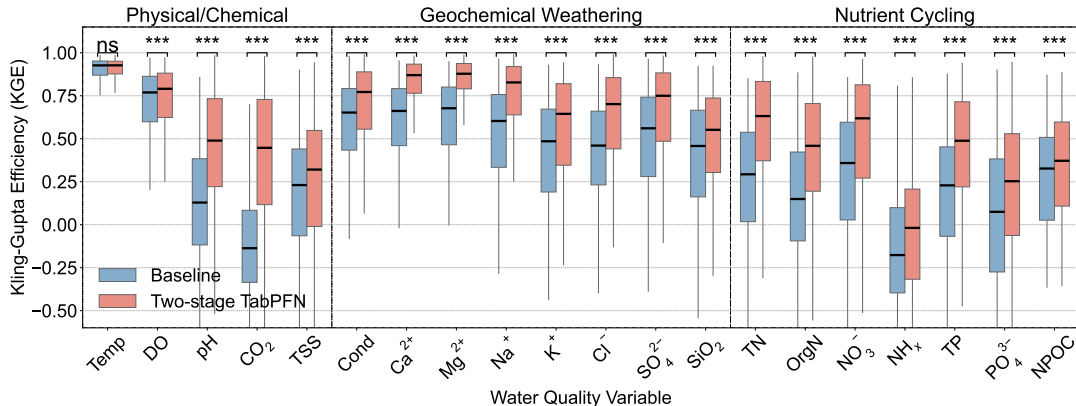 Physical/Chemical Geochemical Weathering Nutrient Cycling
ns *** *** *** *** *** *** *** *** *** *** *** *** *** *** *** *** *** *** ***
Kling-Gupta Efficiency (KGE)
1.00
0.75
0.50
0.25
0.00
−0.25
−0.50
Baseline
Two-stage TabPFN
Temp DO pH CO₂ TSS Cond Ca²⁺ Mg²⁺ Na⁺ K⁺ Cl⁻ SO₄²⁻ SiO₂ TN OrgN NO₃⁻ NHₓ TP PO₄³⁻ NPOC
Water Quality Variable